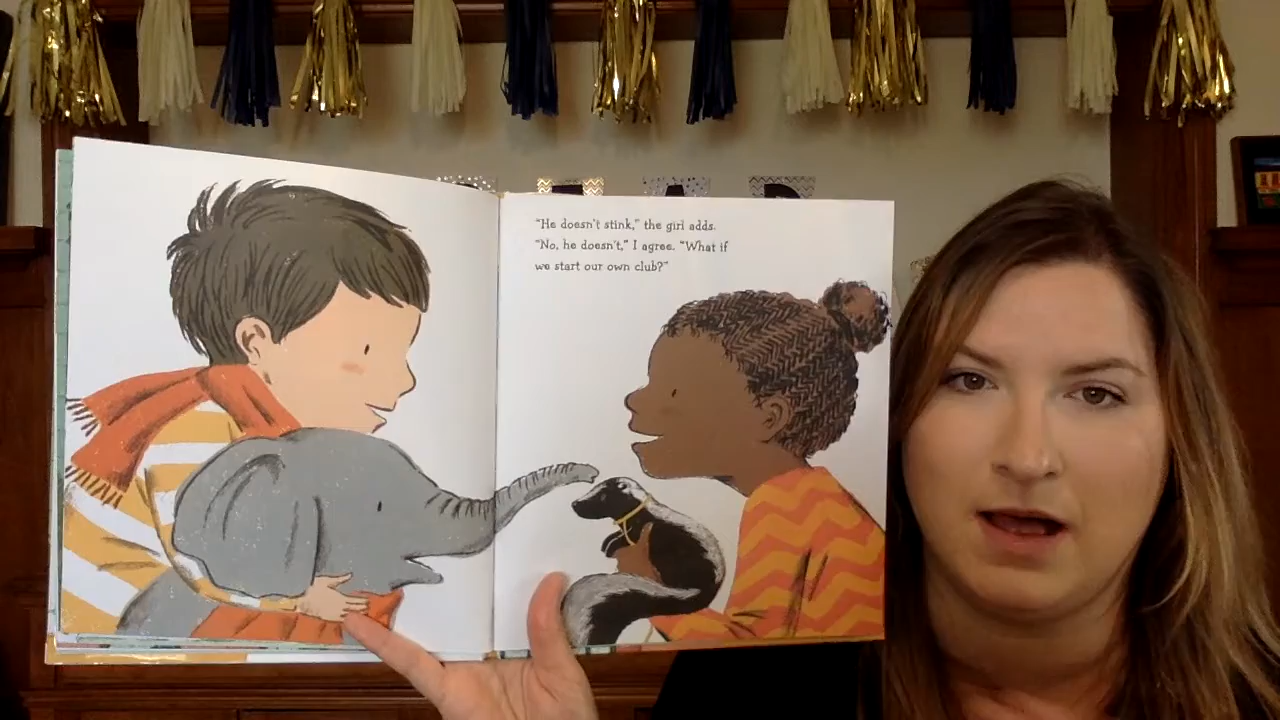 "He doesn't stink," the girl adds.
"No, he doesn't," I agree. "What if
we start our own club?"